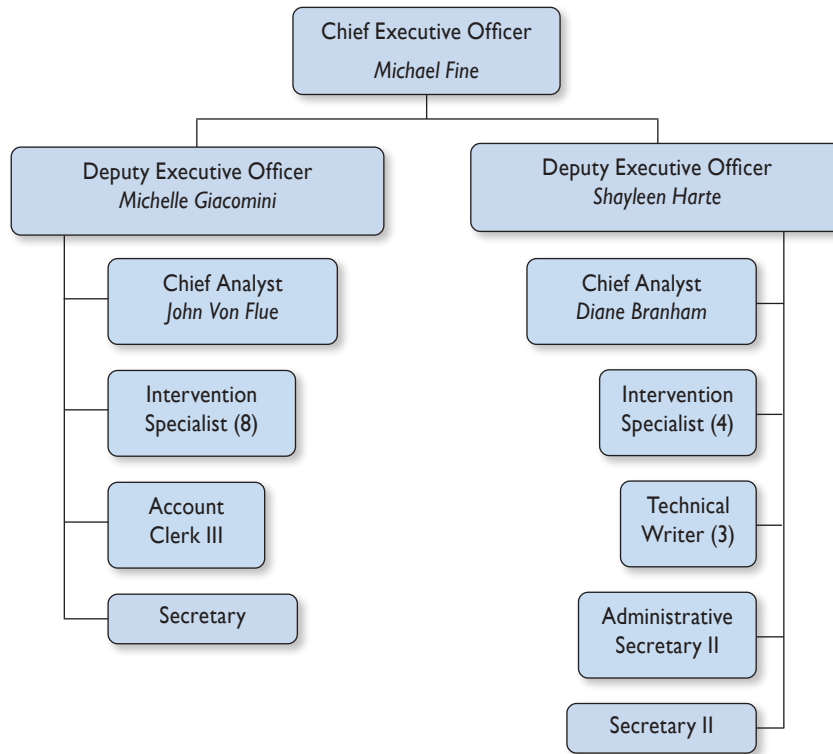 Chief Executive Officer
Michael Fine
Deputy Executive Officer
Michelle Giacomini
Chief Analyst
John Von Flue
Intervention
Specialist (8)
Account
Clerk III
Secretary
Deputy Executive Officer
Shayleen Harte
Chief Analyst
Diane Branham
Intervention
Specialist (4)
Technical
Writer (3)
Administrative
Secretary II
Secretary II